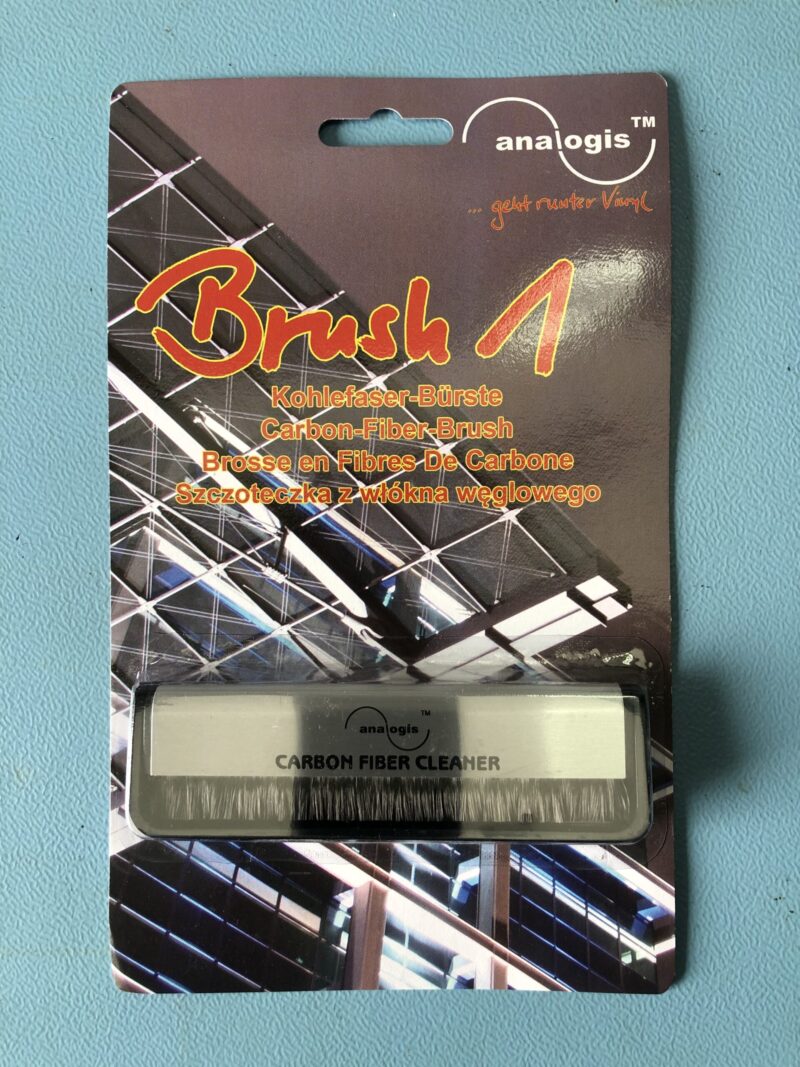 analogis™
... geht runter Vinyl
Brush 1
Kohlefaser-Bürste
Carbon-Fiber-Brush
Brosse en Fibres De Carbone
Szczoteczka z włókna węglowego
analogis™
CARBON FIBER CLEANER